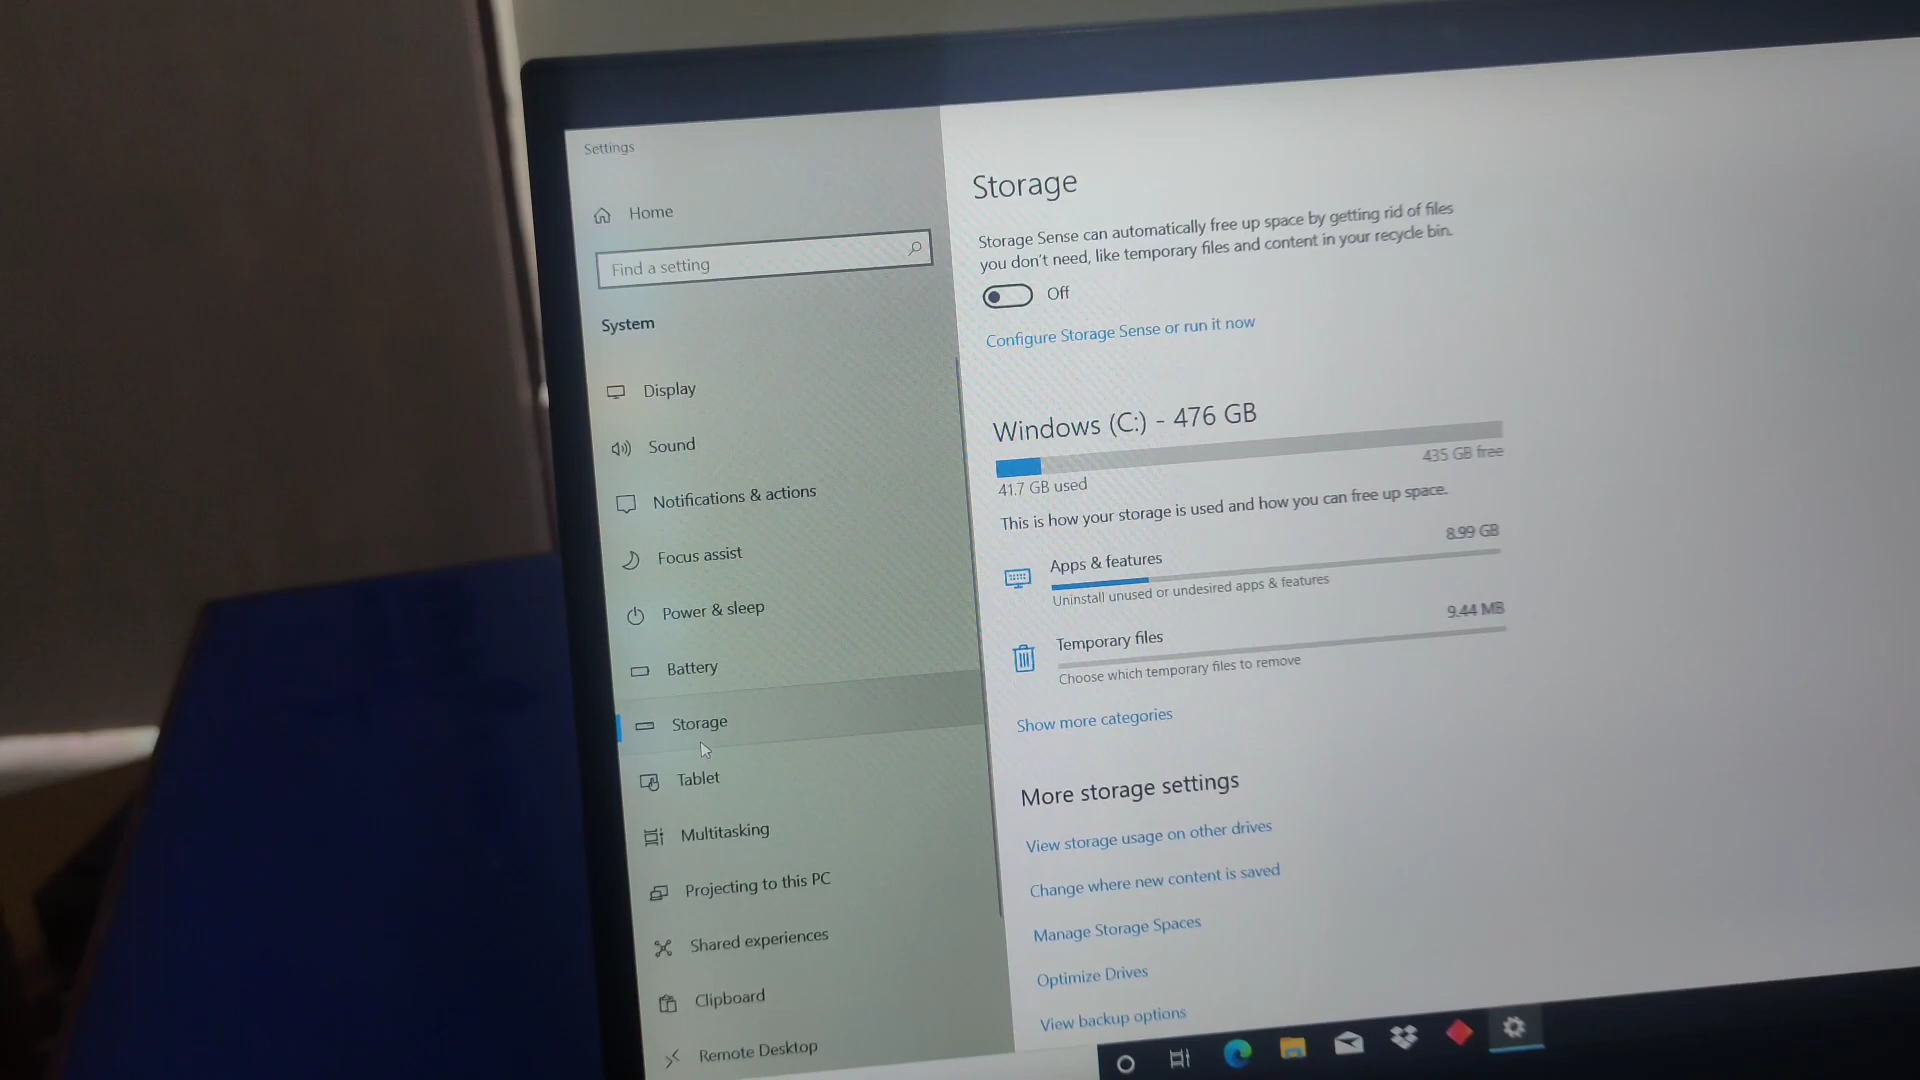 Settings
Home
Find a setting
System
Display
Sound
Notifications & actions
Focus assist
Power & sleep
Battery
Storage
Tablet
Multitasking
Projecting to this PC
Shared experiences
Clipboard
Remote Desktop
Storage
Storage Sense can automatically free up space by getting rid of files
you don't need, like temporary files and content in your recycle bin.
Off
Configure Storage Sense or run it now
Windows (C:) - 476 GB
41.7 GB used
435 GB free
This is how your storage is used and how you can free up space.
Apps & features
8.99 GB
Uninstall unused or undesired apps & features
Temporary files
9.44 MB
Choose which temporary files to remove
Show more categories
More storage settings
View storage usage on other drives
Change where new content is saved
Manage Storage Spaces
Optimize Drives
View backup options